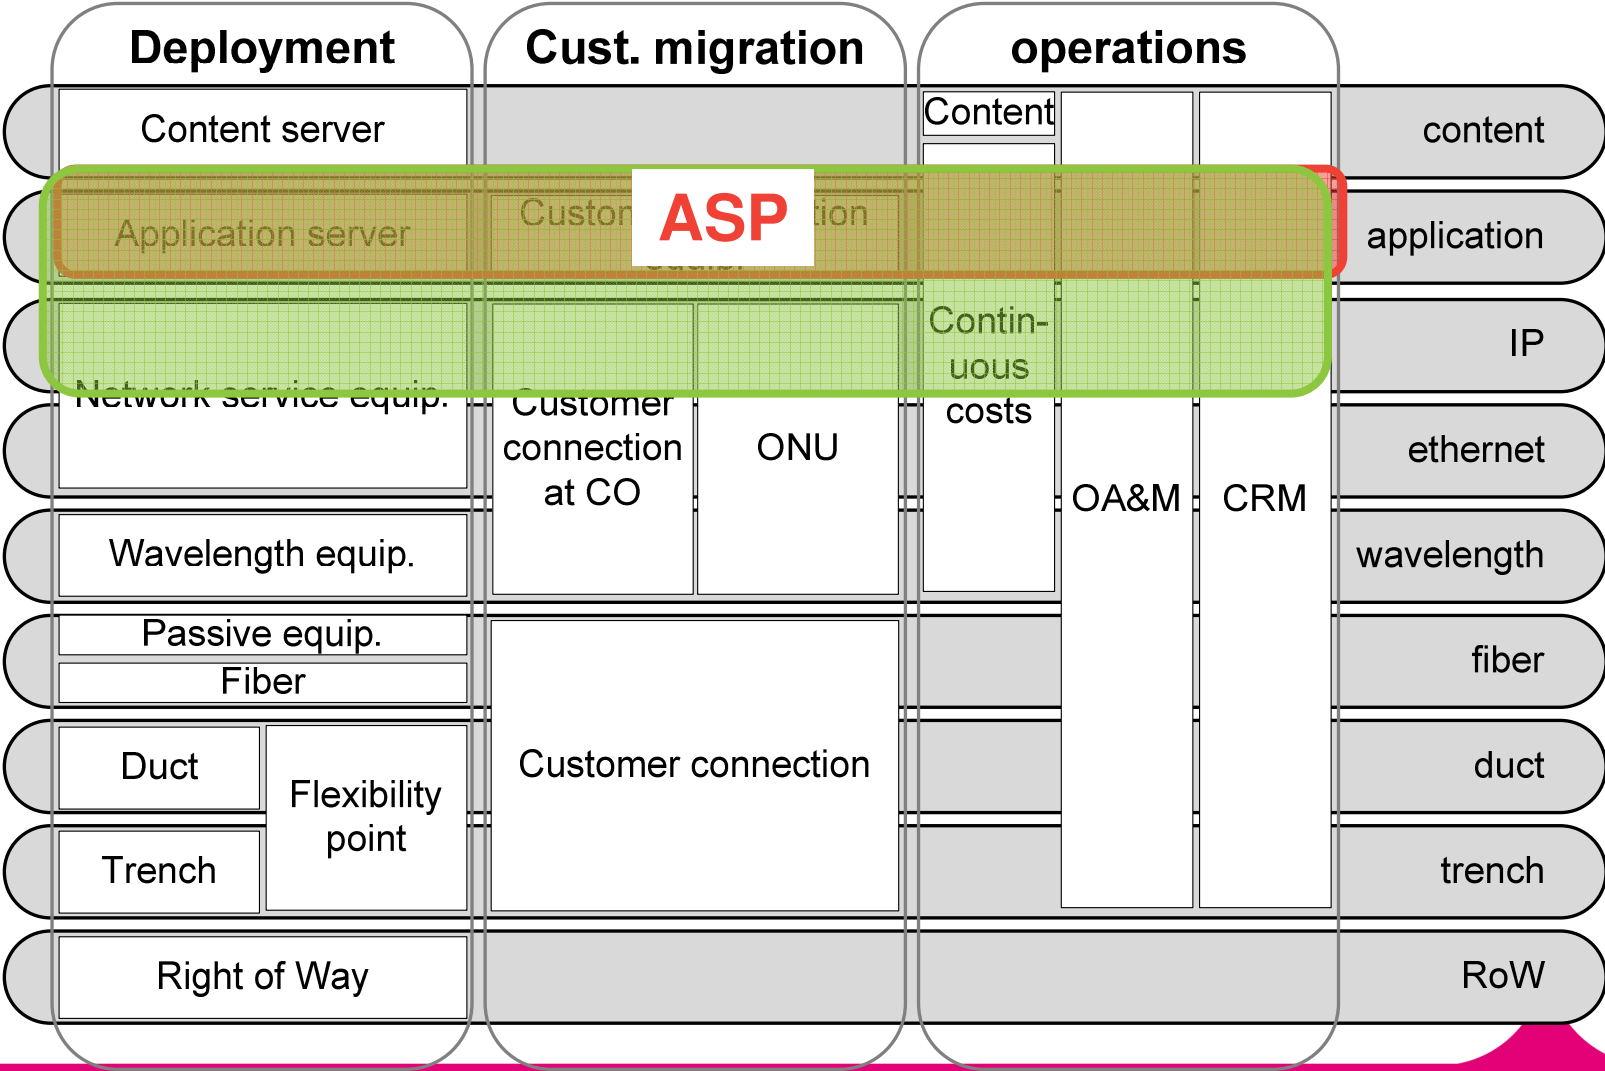 Deployment
Cust. migration
operations
Content server
Content
content
Application server
ASP
application
Contin-
uous
costs
IP
Network service equip.
Customer
connection
at CO
ONU
ethernet
OA&M
CRM
Wavelength equip.
wavelength
Passive equip.
Fiber
fiber
Customer connection
Duct
Flexibility
point
duct
Trench
trench
Right of Way
RoW